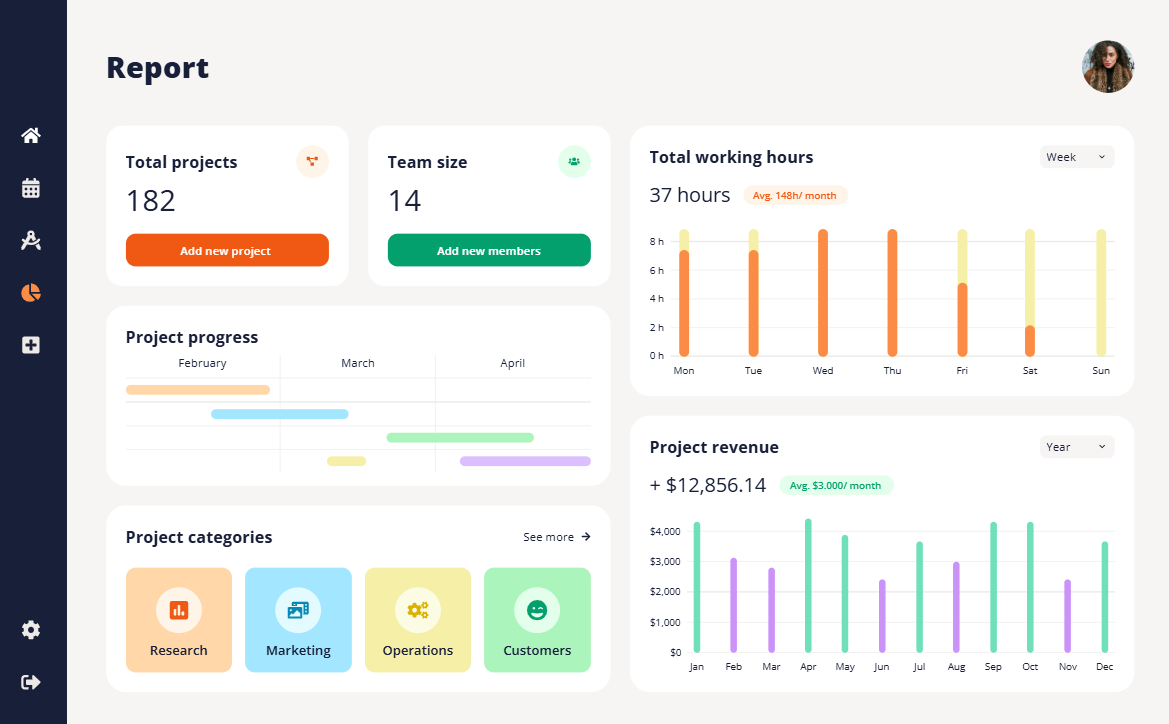 Report
Total projects
182
Add new project
Team size
14
Add new members
Project progress
February March April
Project categories
See more
Research Marketing Operations Customers
Total working hours
Week
37 hours
Avg. 148h/ month
8 h
6 h
4 h
2 h
0 h
Mon Tue Wed Thu Fri Sat Sun
Project revenue
Year
+ $12,856.14
Avg. $3.000/ month
$4,000
$3,000
$2,000
$1,000
$0
Jan Feb Mar Apr May Jun Jul Aug Sep Oct Nov Dec